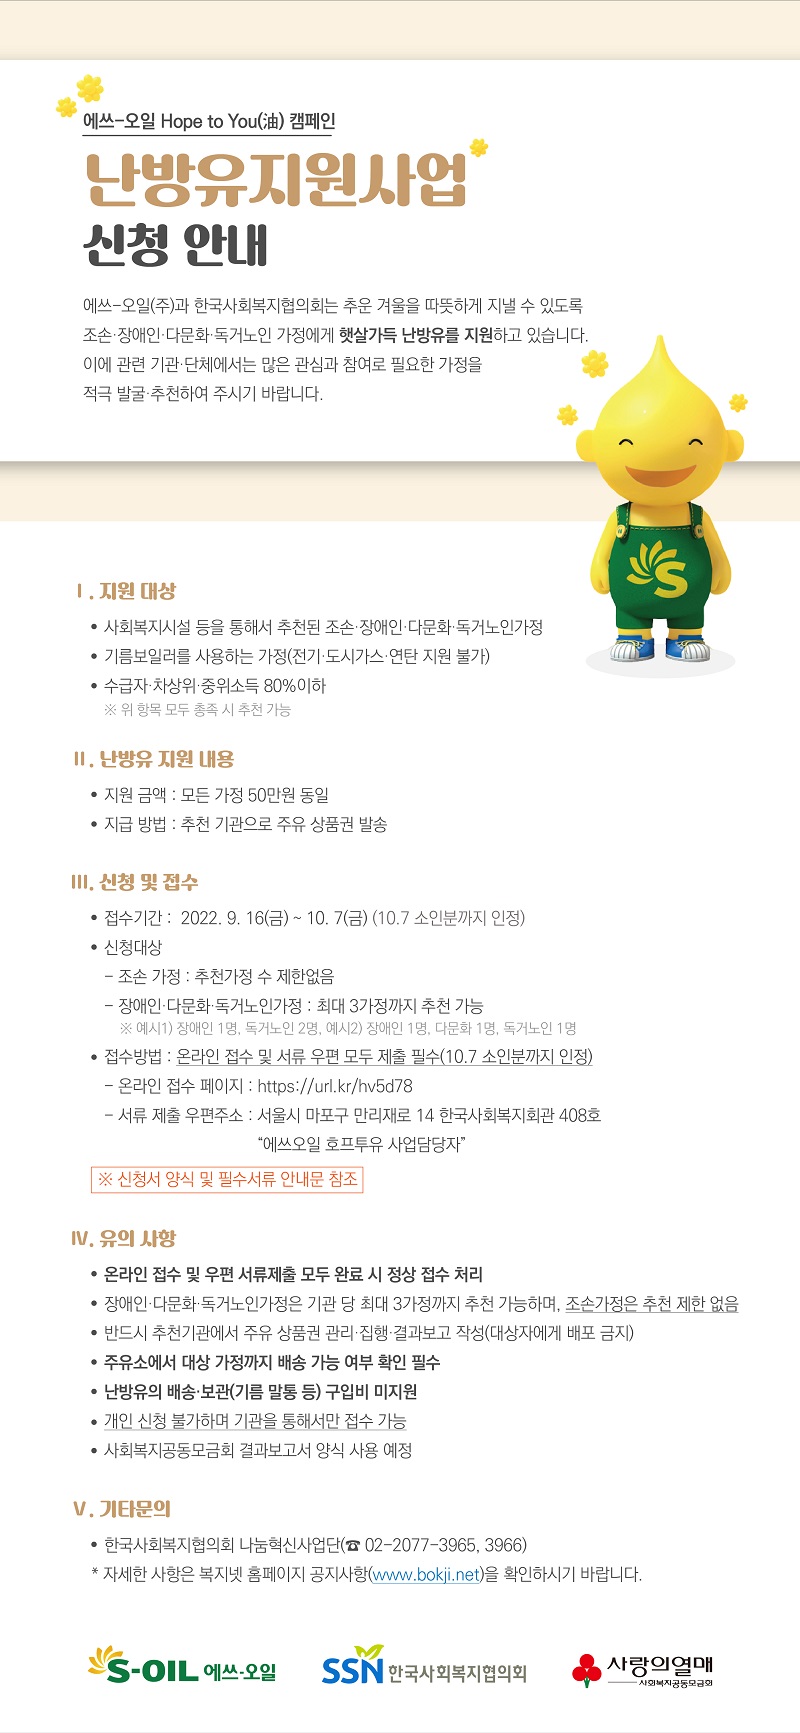 에쓰-오일 Hope to You(油) 캠페인
난방유지원사업
신청 안내
에쓰-오일(주)과 한국사회복지협의회는 추운 겨울을 따뜻하게 지낼 수 있도록
조손·장애인·다문화·독거노인 가정에게 햇살가득 난방유를 지원하고 있습니다.
이에 관련 기관·단체에서는 많은 관심과 참여로 필요한 가정을
적극 발굴·추천하여 주시기 바랍니다.
S
Ⅰ. 지원 대상
• 사회복지시설 등을 통해서 추천된 조손·장애인·다문화·독거노인가정
• 기름보일러를 사용하는 가정(전기·도시가스·연탄 지원 불가)
• 수급자·차상위·중위소득 80%이하
※ 위 항목 모두 총족 시 추천 가능
Ⅱ. 난방유 지원 내용
• 지원 금액 : 모든 가정 50만원 동일
• 지급 방법 : 추천 기관으로 주유 상품권 발송
Ⅲ. 신청 및 접수
• 접수기간 : 2022. 9. 16(금) ~ 10. 7(금) (10.7 소인분까지 인정)
• 신청대상
- 조손 가정 : 추천가정 수 제한없음
- 장애인·다문화·독거노인가정 : 최대 3가정까지 추천 가능
※ 예시1) 장애인 1명, 독거노인 2명, 예시2) 장애인 1명, 다문화 1명, 독거노인 1명
• 접수방법 : 온라인 접수 및 서류 우편 모두 제출 필수(10.7 소인분까지 인정)
- 온라인 접수 페이지 : https://url.kr/hv5d78
- 서류 제출 우편주소 : 서울시 마포구 만리재로 14 한국사회복지회관 408호
“에쓰오일 호프투유 사업담당자”
※ 신청서 양식 및 필수서류 안내문 참조
Ⅳ. 유의 사항
• 온라인 접수 및 우편 서류제출 모두 완료 시 정상 접수 처리
• 장애인·다문화·독거노인가정은 기관 당 최대 3가정까지 추천 가능하며, 조손가정은 추천 제한 없음
• 반드시 추천기관에서 주유 상품권 관리·집행·결과보고 작성(대상자에게 배포 금지)
• 주유소에서 대상 가정까지 배송 가능 여부 확인 필수
• 난방유의 배송·보관(기름 말통 등) 구입비 미지원
• 개인 신청 불가하며 기관을 통해서만 접수 가능
• 사회복지공동모금회 결과보고서 양식 사용 예정
Ⅴ. 기타문의
• 한국사회복지협의회 나눔혁신사업단(☎ 02-2077-3965, 3966)
* 자세한 사항은 복지넷 홈페이지 공지사항(www.bokji.net)을 확인하시기 바랍니다.
S-OIL 에쓰-오일
SSN 한국사회복지협의회
사랑의열매
사회복지공동모금회